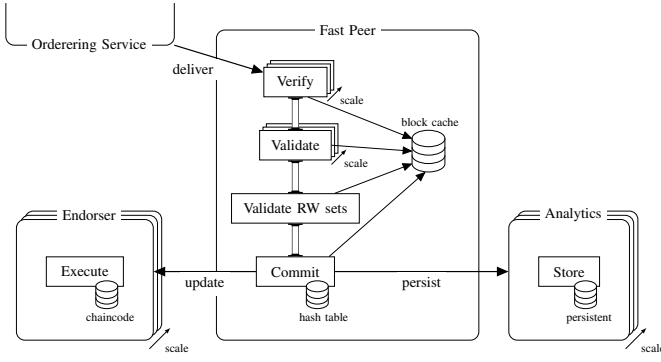 Orderering Service
Fast Peer
deliver
Verify
scale
block cache
Validate
scale
Validate RW sets
Endorser
Analytics
Execute
Commit
Store
update
persist
chaincode
hash table
persistent
scale
scale